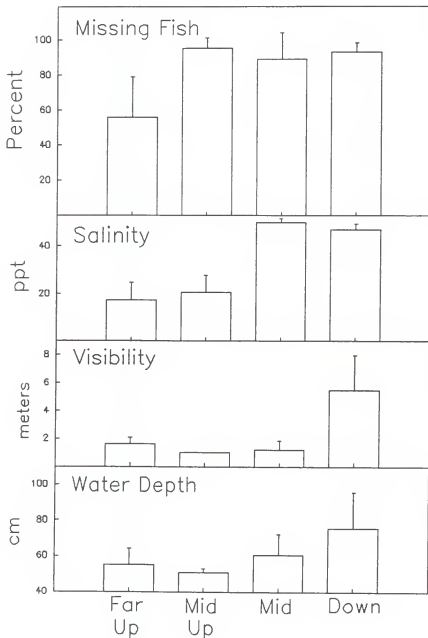 Missing Fish
Percent
100
80
60
40
20
Salinity
ppt
40
20
Visibility
meters
8
6
4
2
Water Depth
cm
100
80
60
40
Far Up
Mid Up
Mid
Down